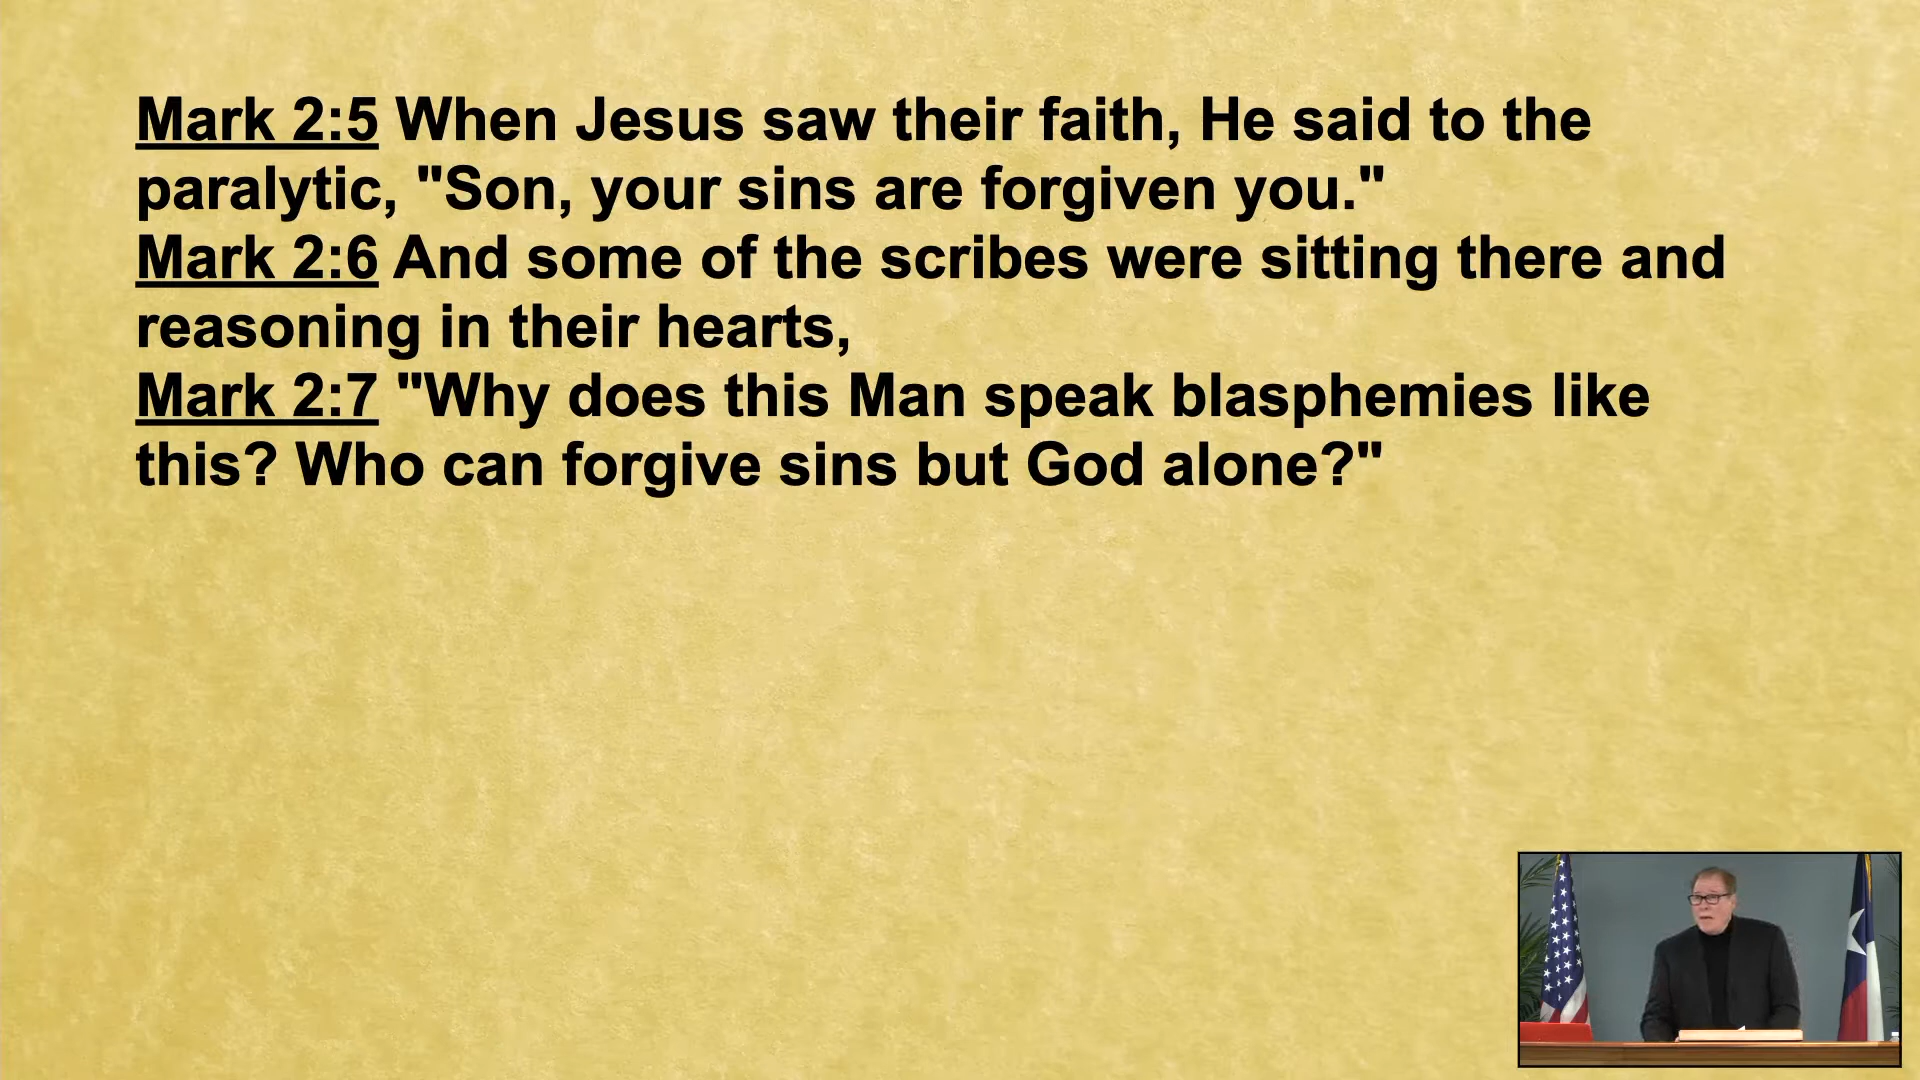 Mark 2:5 When Jesus saw their faith, He said to the
paralytic, "Son, your sins are forgiven you."
Mark 2:6 And some of the scribes were sitting there and
reasoning in their hearts,
Mark 2:7 "Why does this Man speak blasphemies like
this? Who can forgive sins but God alone?"